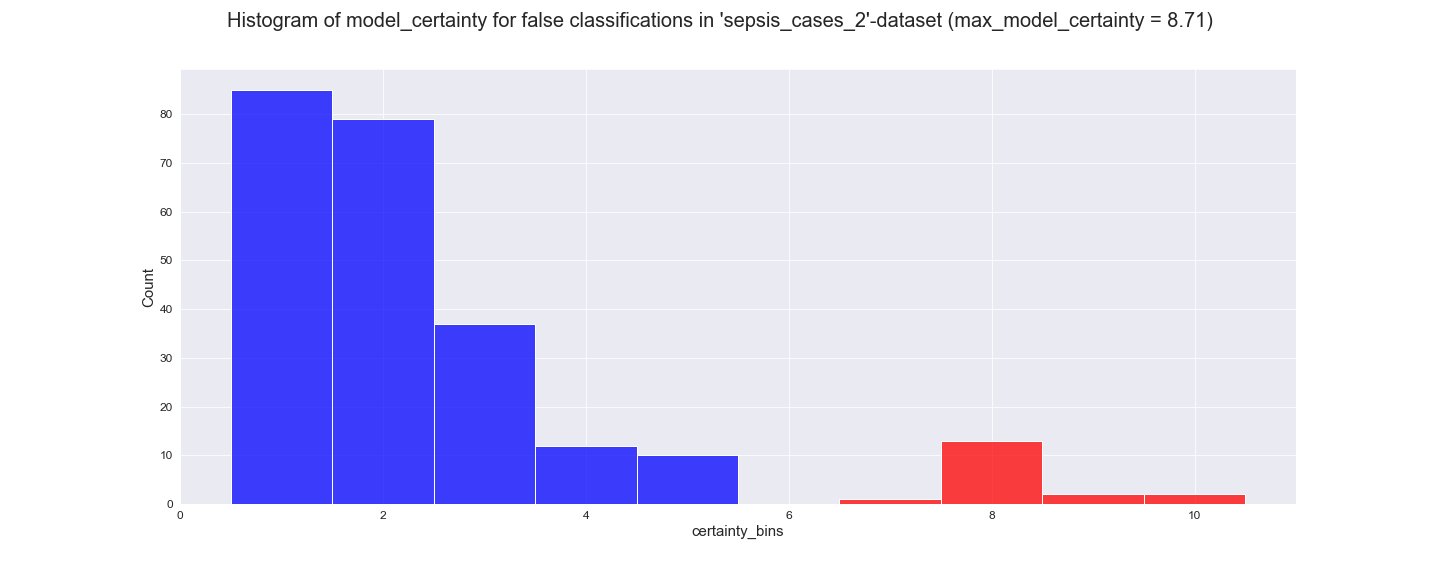 Histogram of model_certainty for false classifications in 'sepsis_cases_2'-dataset (max_model_certainty = 8.71)
Count
80
70
60
50
40
30
20
10
0
0 2 4 6 8 10
certainty_bins